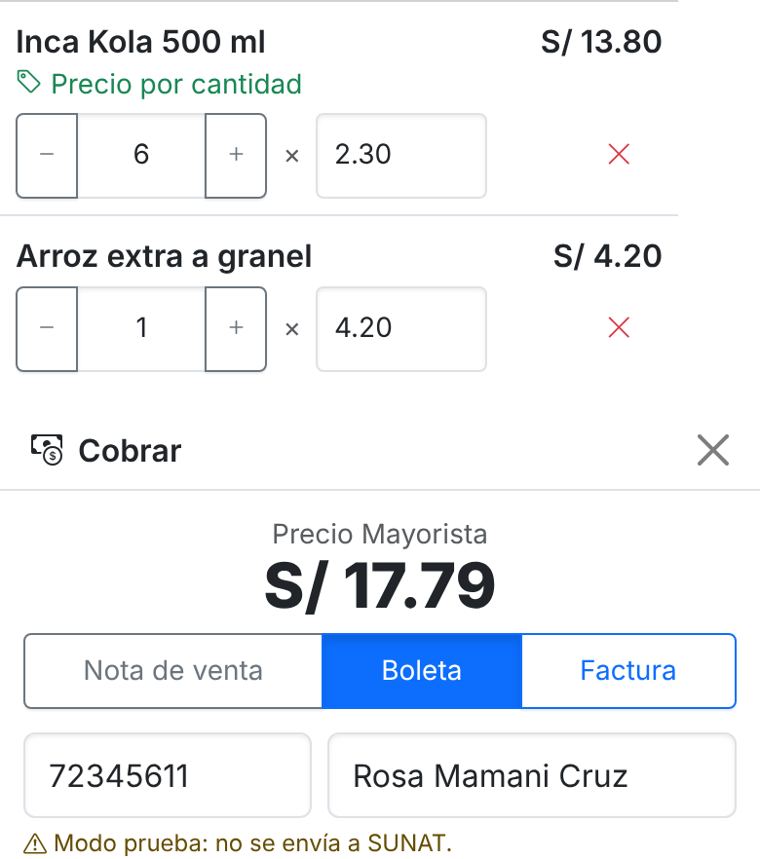 Inca Kola 500 ml S/ 13.80
Precio por cantidad
− 6 + × 2.30
Arroz extra a granel S/ 4.20
− 1 + × 4.20
Cobrar
Precio Mayorista
S/ 17.79
Nota de venta Boleta Factura
72345611 Rosa Mamani Cruz
Modo prueba: no se envía a SUNAT.